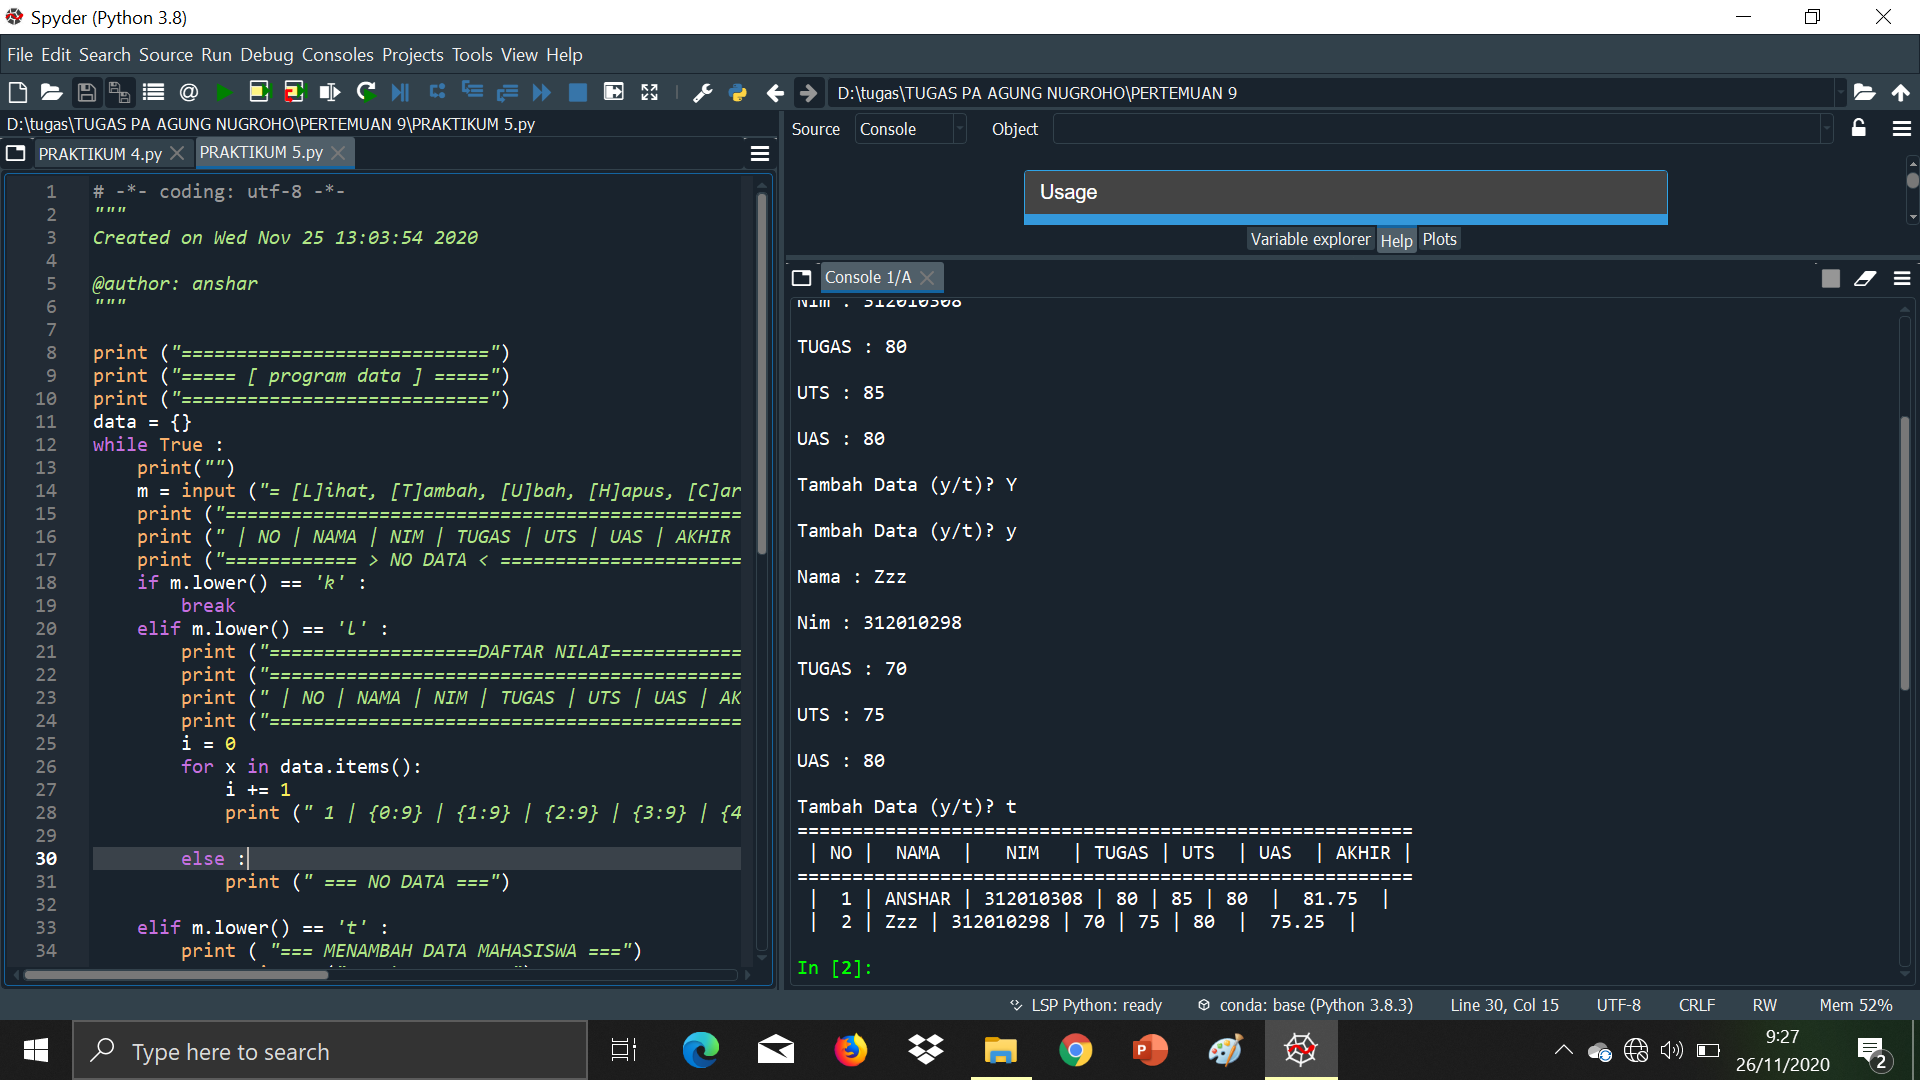 Spyder (Python 3.8)
File Edit Search Source Run Debug Consoles Projects Tools View Help
D:\tugas\TUGAS PA AGUNG NUGROHO\PERTEMUAN 9
D:\tugas\TUGAS PA AGUNG NUGROHO\PERTEMUAN 9\PRAKTIKUM 5.py
PRAKTIKUM 4.py
PRAKTIKUM 5.py
1 # -*- coding: utf-8 -*-
2 """
3 Created on Wed Nov 25 13:03:54 2020
4
5 @author: anshar
6 """
7
8 print ("============================")
9 print ("===== [ program data ] =====")
10 print ("============================")
11 data = {}
12 while True :
13     print("")
14     m = input ("= [L]ihat, [T]ambah, [U]bah, [H]apus, [C]ar
15     print ("===============================================
16     print (" | NO | NAMA | NIM | TUGAS | UTS | UAS | AKHIR
17     print ("============ > NO DATA < ======================
18     if m.lower() == 'k' :
19         break
20     elif m.lower() == 'l' :
21         print ("===================DAFTAR NILAI============
22         print ("===========================================
23         print (" | NO | NAMA | NIM | TUGAS | UTS | UAS | AK
24         print ("===========================================
25         i = 0
26         for x in data.items():
27             i += 1
28             print (" 1 | {0:9} | {1:9} | {2:9} | {3:9} | {4
29
30         else :
31             print (" === NO DATA ===")
32
33     elif m.lower() == 't' :
34         print ( "=== MENAMBAH DATA MAHASISWA ===")
Source Console Object
Usage
Variable explorer Help Plots
Console 1/A
Nim : 312010308
TUGAS : 80
UTS : 85
UAS : 80
Tambah Data (y/t)? Y
Tambah Data (y/t)? y
Nama : Zzz
Nim : 312010298
TUGAS : 70
UTS : 75
UAS : 80
Tambah Data (y/t)? t
========================================================
| NO |  NAMA  |   NIM   | TUGAS | UTS  | UAS  | AKHIR |
========================================================
|  1 | ANSHAR | 312010308 | 80 | 85 | 80  |  81.75  |
|  2 | Zzz | 312010298 | 70 | 75 | 80  |  75.25  |
In [2]:
LSP Python: ready conda: base (Python 3.8.3) Line 30, Col 15 UTF-8 CRLF RW Mem 52%
Type here to search
9:27
26/11/2020
2